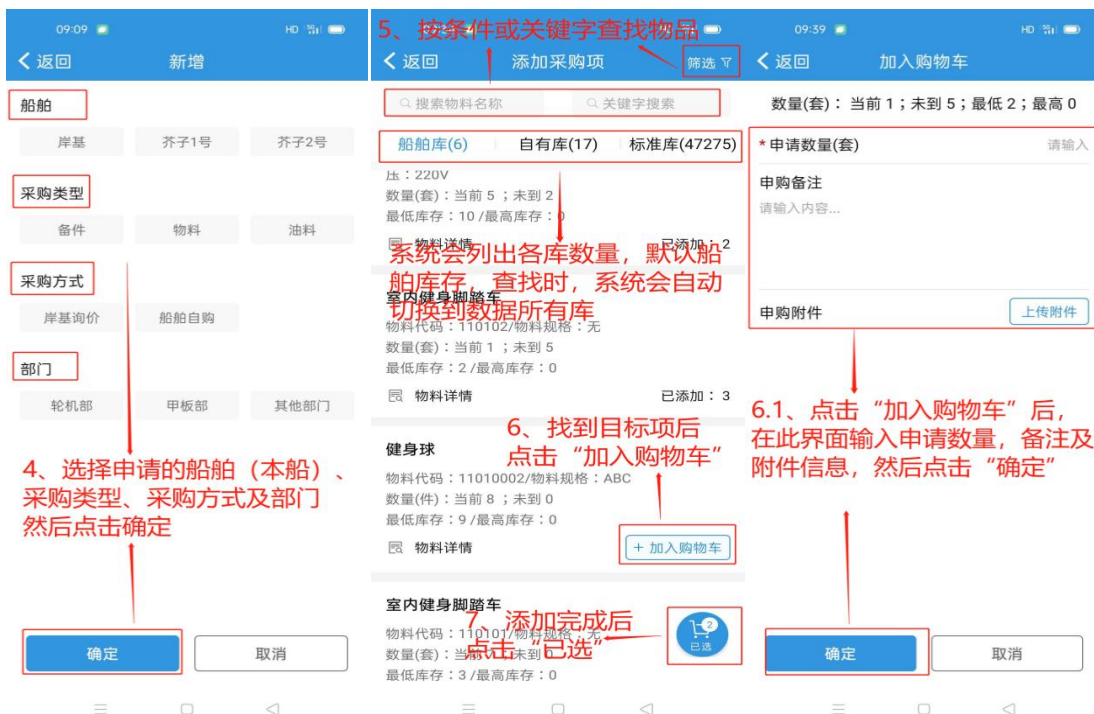 09:09
HD 5G
返回
新增
船舶
岸基 芥子1号 芥子2号
采购类型
备件 物料 油料
采购方式
岸基询价 船舶自购
部门
轮机部 甲板部 其他部门
4、选择申请的船舶（本船）、
采购类型、采购方式及部门
然后点击确定
确定 取消
5、按条件或关键字查找物品
返回
添加采购项
筛选
搜索物料名称 关键字搜索
船舶库(6) 自有库(17) 标准库(47275)
压：220V
数量(套)：当前 5 ；未到 2
最低库存：10 /最高库存：0
物料详情 已添加：2
系统会列出各库数量，默认船
舶库存，查找时，系统会自动
切换到数据所有库
室内健身脚踏车
物料代码：110102/物料规格：无
数量(套)：当前 1 ；未到 5
最低库存：2 /最高库存：0
物料详情 已添加：3
6、找到目标项后
点击“加入购物车”
健身球
物料代码：11010002/物料规格：ABC
数量(件)：当前 8 ；未到 0
最低库存：9 /最高库存：0
物料详情
+ 加入购物车
室内健身脚踏车
7、添加完成后
点击“已选”
物料代码：110101/物料规格：无
数量(套)：当前 ；未到 0
最低库存：3 /最高库存：0
2
已选
09:39
HD 5G
返回
加入购物车
数量(套)： 当前 1；未到 5；最低 2；最高 0
*申请数量(套) 请输入
申购备注
请输入内容...
申购附件 上传附件
6.1、点击“加入购物车”后，
在此界面输入申请数量，备注及
附件信息，然后点击“确定”
确定 取消